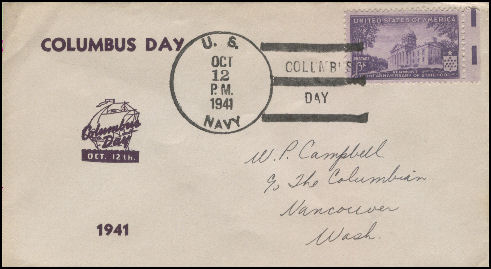 COLUMBUS DAY
U. S.
OCT
12
P.M.
1941
NAVY
COLUMBUS
DAY
UNITED STATES OF AMERICA
3¢
Columbus
Day
OCT. 12th.
1941
W. P. Campbell
c/o The Columbian
Vancouver
Wash.